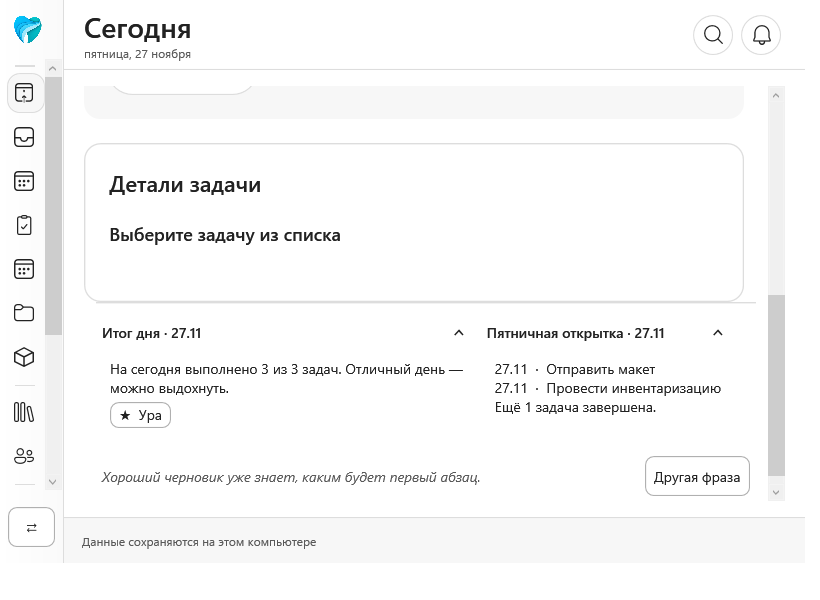 Сегодня
пятница, 27 ноября
Детали задачи
Выберите задачу из списка
Итог дня · 27.11
На сегодня выполнено 3 из 3 задач. Отличный день —
можно выдохнуть.
★ Ура
Пятничная открытка · 27.11
27.11 · Отправить макет
27.11 · Провести инвентаризацию
Ещё 1 задача завершена.
Хороший черновик уже знает, каким будет первый абзац.
Другая фраза
Данные сохраняются на этом компьютере